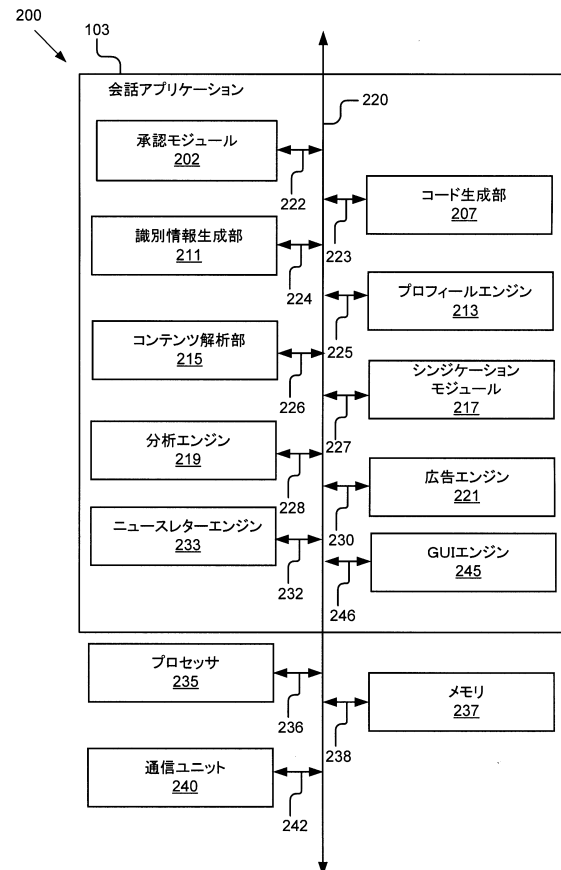 200
103
会話アプリケーション
220
承認モジュール
202
222
コード生成部
207
223
識別情報生成部
211
224
プロフィールエンジン
213
225
コンテンツ解析部
215
226
シンジケーション
モジュール
217
227
分析エンジン
219
228
広告エンジン
221
230
ニュースレターエンジン
233
232
GUIエンジン
245
246
プロセッサ
235
236
メモリ
237
238
通信ユニット
240
242